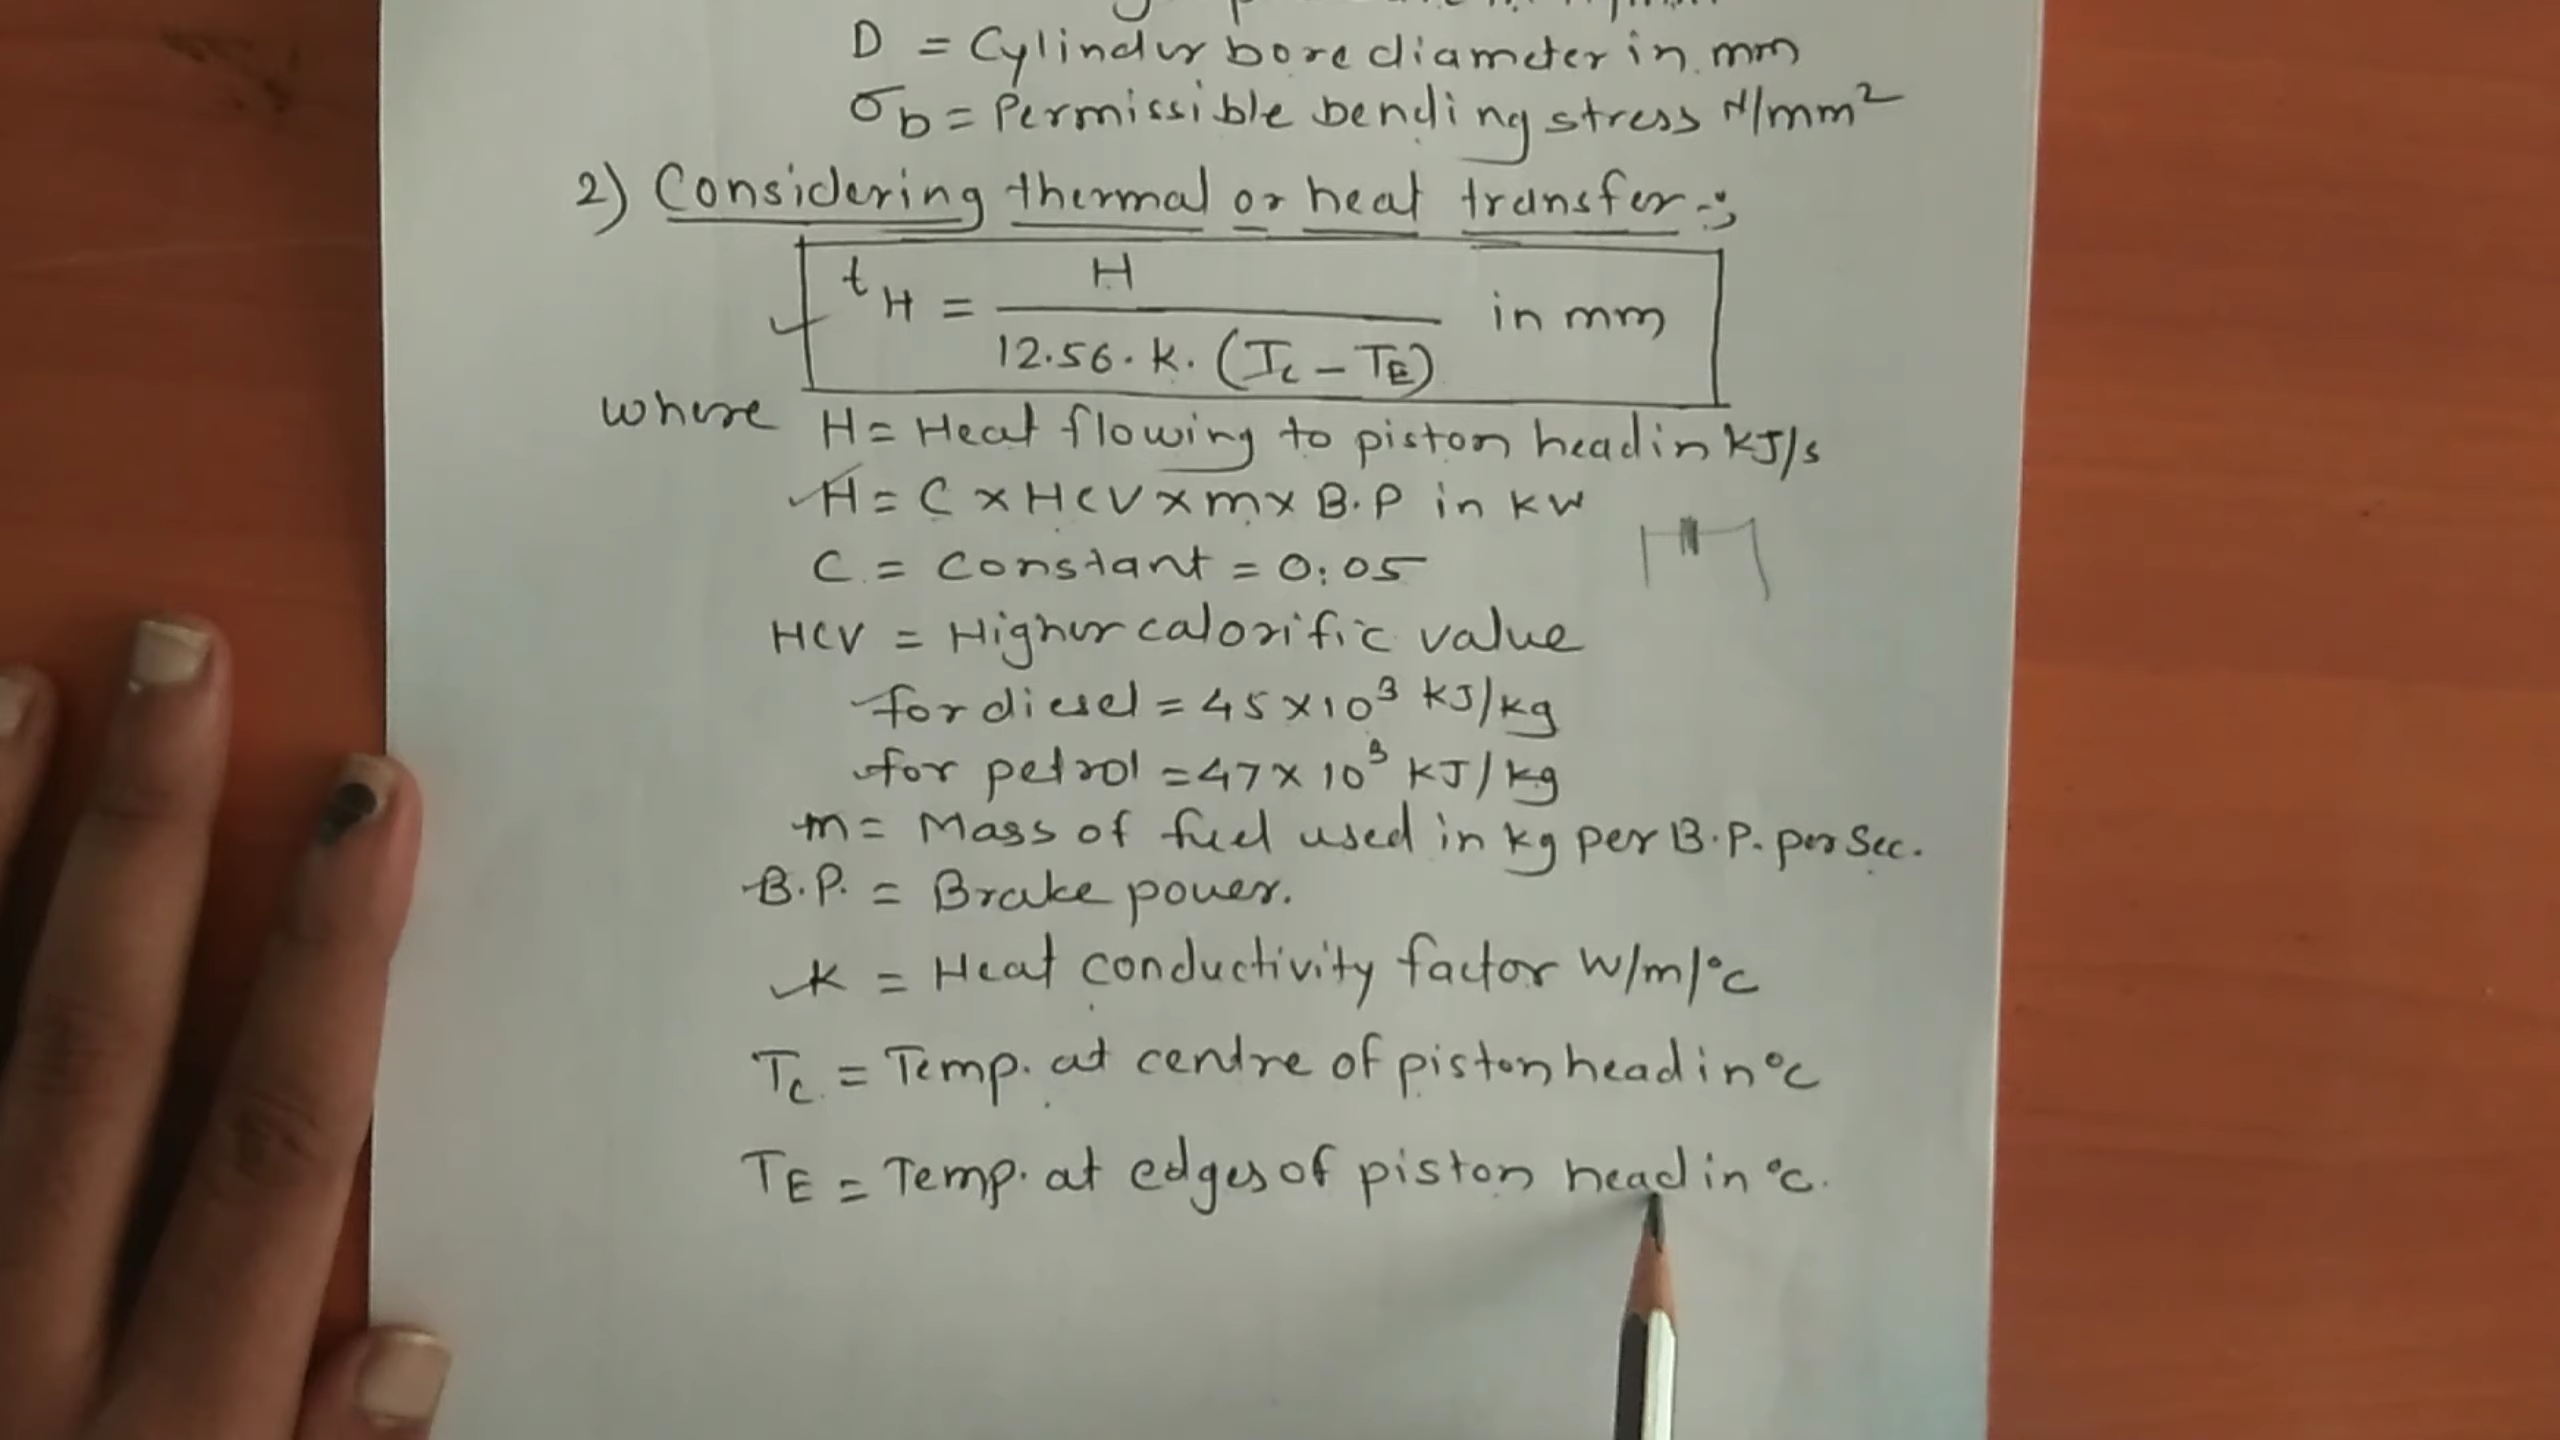 D = Cylinder bore diameter in mm
σb = Permissible bending stress N/mm²
2) Considering thermal or heat transfer :-
tH = H / 12.56 . k . (Tc - TE) in mm
where H = Heat flowing to piston head in kJ/s
H = C × HCV × m × B.P in kW
C = Constant = 0.05
HCV = Higher calorific value
for diesel = 45 × 10³ kJ/kg
for petrol = 47 × 10³ kJ/kg
m = Mass of fuel used in kg per B.P. per Sec.
B.P. = Brake power.
k = Heat conductivity factor W/m/°c
Tc = Temp. at centre of piston head in °c
TE = Temp. at edges of piston head in °c.